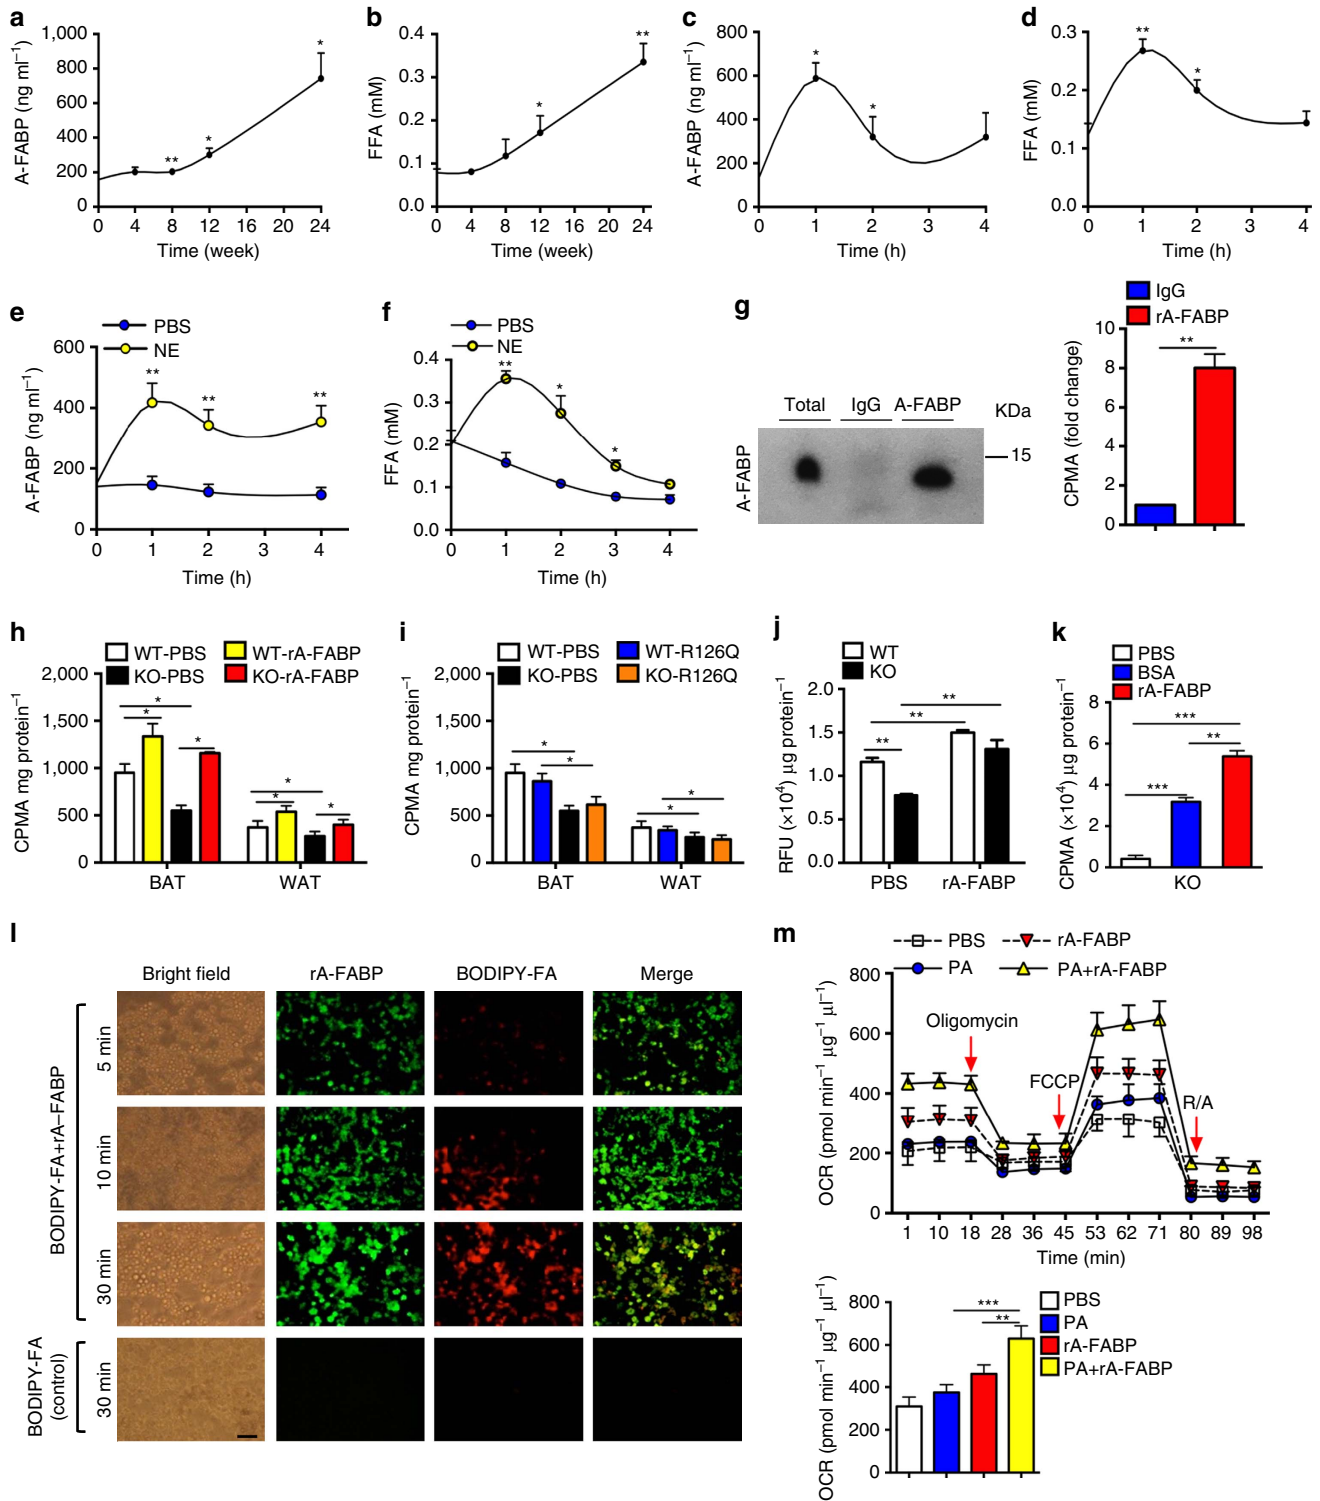 a
A-FABP (ng ml−1)
1,000
800
600
400
200
0
*
**
*
0 4 8 12 16 20 24
Time (week)
b
FFA (mM)
0.4
0.3
0.2
0.1
0.0
**
*
0 4 8 12 16 20 24
Time (week)
c
A-FABP (ng ml−1)
800
600
400
200
0
*
*
0 1 2 3 4
Time (h)
d
FFA (mM)
0.3
0.2
0.1
0.0
**
*
0 1 2 3 4
Time (h)
e
PBS
NE
A-FABP (ng ml−1)
600
400
200
0
** ** **
0 1 2 3 4
Time (h)
f
PBS
NE
FFA (mM)
0.4
0.3
0.2
0.1
0.0
**
*
*
0 1 2 3 4
Time (h)
g
Total IgG A-FABP
KDa
15
A-FABP
IgG
rA-FABP
CPMA (fold change)
10
8
6
4
2
0
**
h
WT-PBS WT-rA-FABP
KO-PBS KO-rA-FABP
CPMA mg protein−1
2,000
1,500
1,000
500
0
*
*
*
*
*
*
BAT WAT
i
WT-PBS WT-R126Q
KO-PBS KO-R126Q
CPMA mg protein−1
2,000
1,500
1,000
500
0
*
*
*
*
BAT WAT
j
WT
KO
RFU (×104) μg protein−1
2.0
1.5
1.0
0.5
0.0
**
**
**
PBS rA-FABP
k
PBS
BSA
rA-FABP
CPMA (×104) μg protein−1
8
6
4
2
0
***
**
***
KO
l
Bright field rA-FABP BODIPY-FA Merge
BODIPY-FA+rA–FABP
5 min
10 min
30 min
BODIPY-FA
(control)
30 min
m
PBS rA-FABP
PA PA+rA-FABP
OCR (pmol min−1 μg−1 μl−1)
800
600
400
200
0
Oligomycin
FCCP
R/A
1 10 18 28 36 45 53 62 71 80 89 98
Time (min)
OCR (pmol min−1 μg−1 μl−1)
800
600
400
200
0
***
**
PBS
PA
rA-FABP
PA+rA-FABP